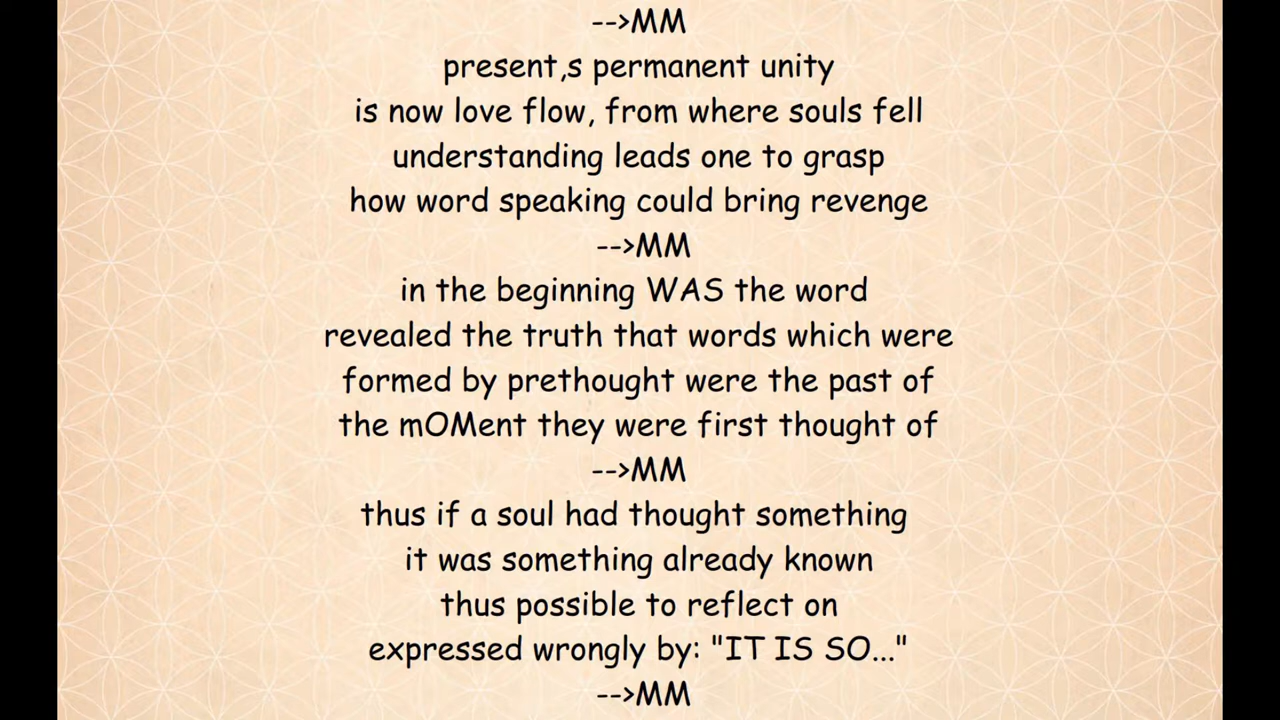 -->MM
present,s permanent unity
is now love flow, from where souls fell
understanding leads one to grasp
how word speaking could bring revenge
-->MM
in the beginning WAS the word
revealed the truth that words which were
formed by prethought were the past of
the mOMent they were first thought of
-->MM
thus if a soul had thought something
it was something already known
thus possible to reflect on
expressed wrongly by: "IT IS SO..."
-->MM